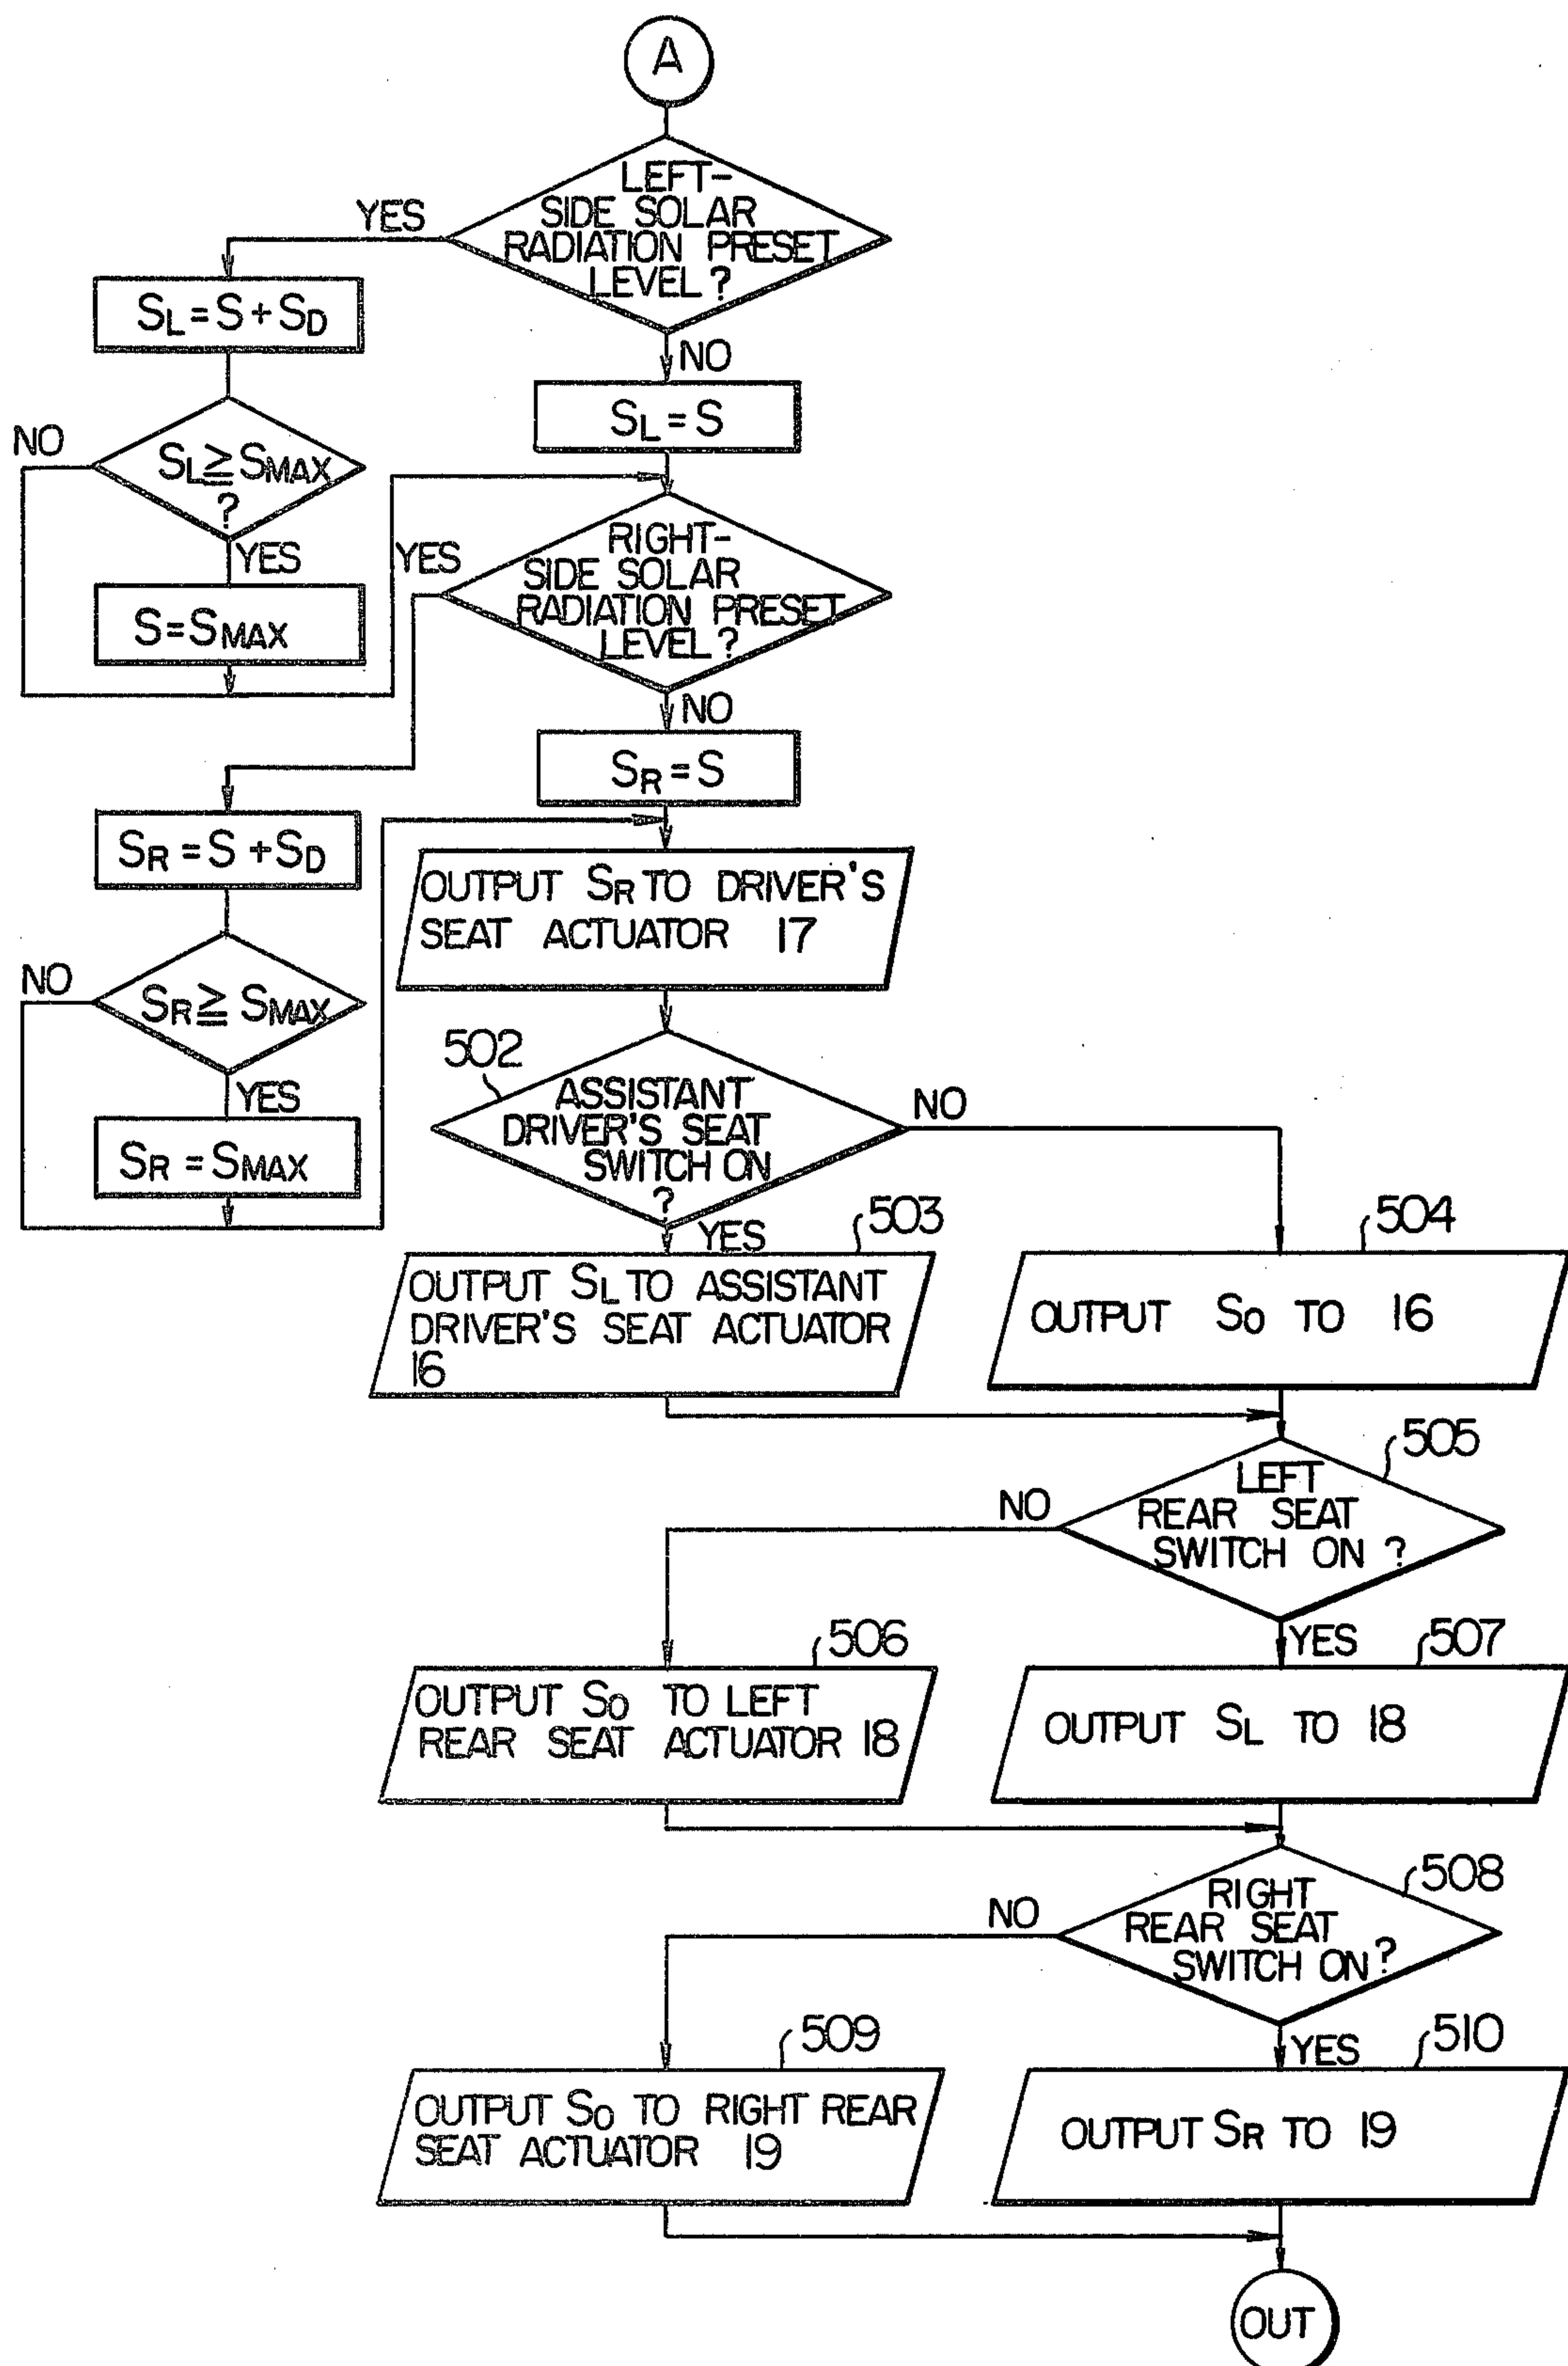 A
LEFT-
SIDE SOLAR
RADIATION PRESET
LEVEL?
YES
NO
SL=S+SD
SL=S
SL≧SMAX
?
NO
YES
S=SMAX
RIGHT-
SIDE SOLAR
RADIATION PRESET
LEVEL?
YES
NO
SR=S
SR=S+SD
OUTPUT SR TO DRIVER'S
SEAT ACTUATOR 17
SR≧SMAX
NO
YES
SR=SMAX
502
ASSISTANT
DRIVER'S SEAT
SWITCH ON
?
NO
YES
503
OUTPUT SL TO ASSISTANT
DRIVER'S SEAT ACTUATOR
16
504
OUTPUT S0 TO 16
505
LEFT
REAR SEAT
SWITCH ON ?
NO
YES
506
OUTPUT S0 TO LEFT
REAR SEAT ACTUATOR 18
507
OUTPUT SL TO 18
508
RIGHT
REAR SEAT
SWITCH ON?
NO
YES
509
OUTPUT S0 TO RIGHT REAR
SEAT ACTUATOR 19
510
OUTPUT SR TO 19
OUT